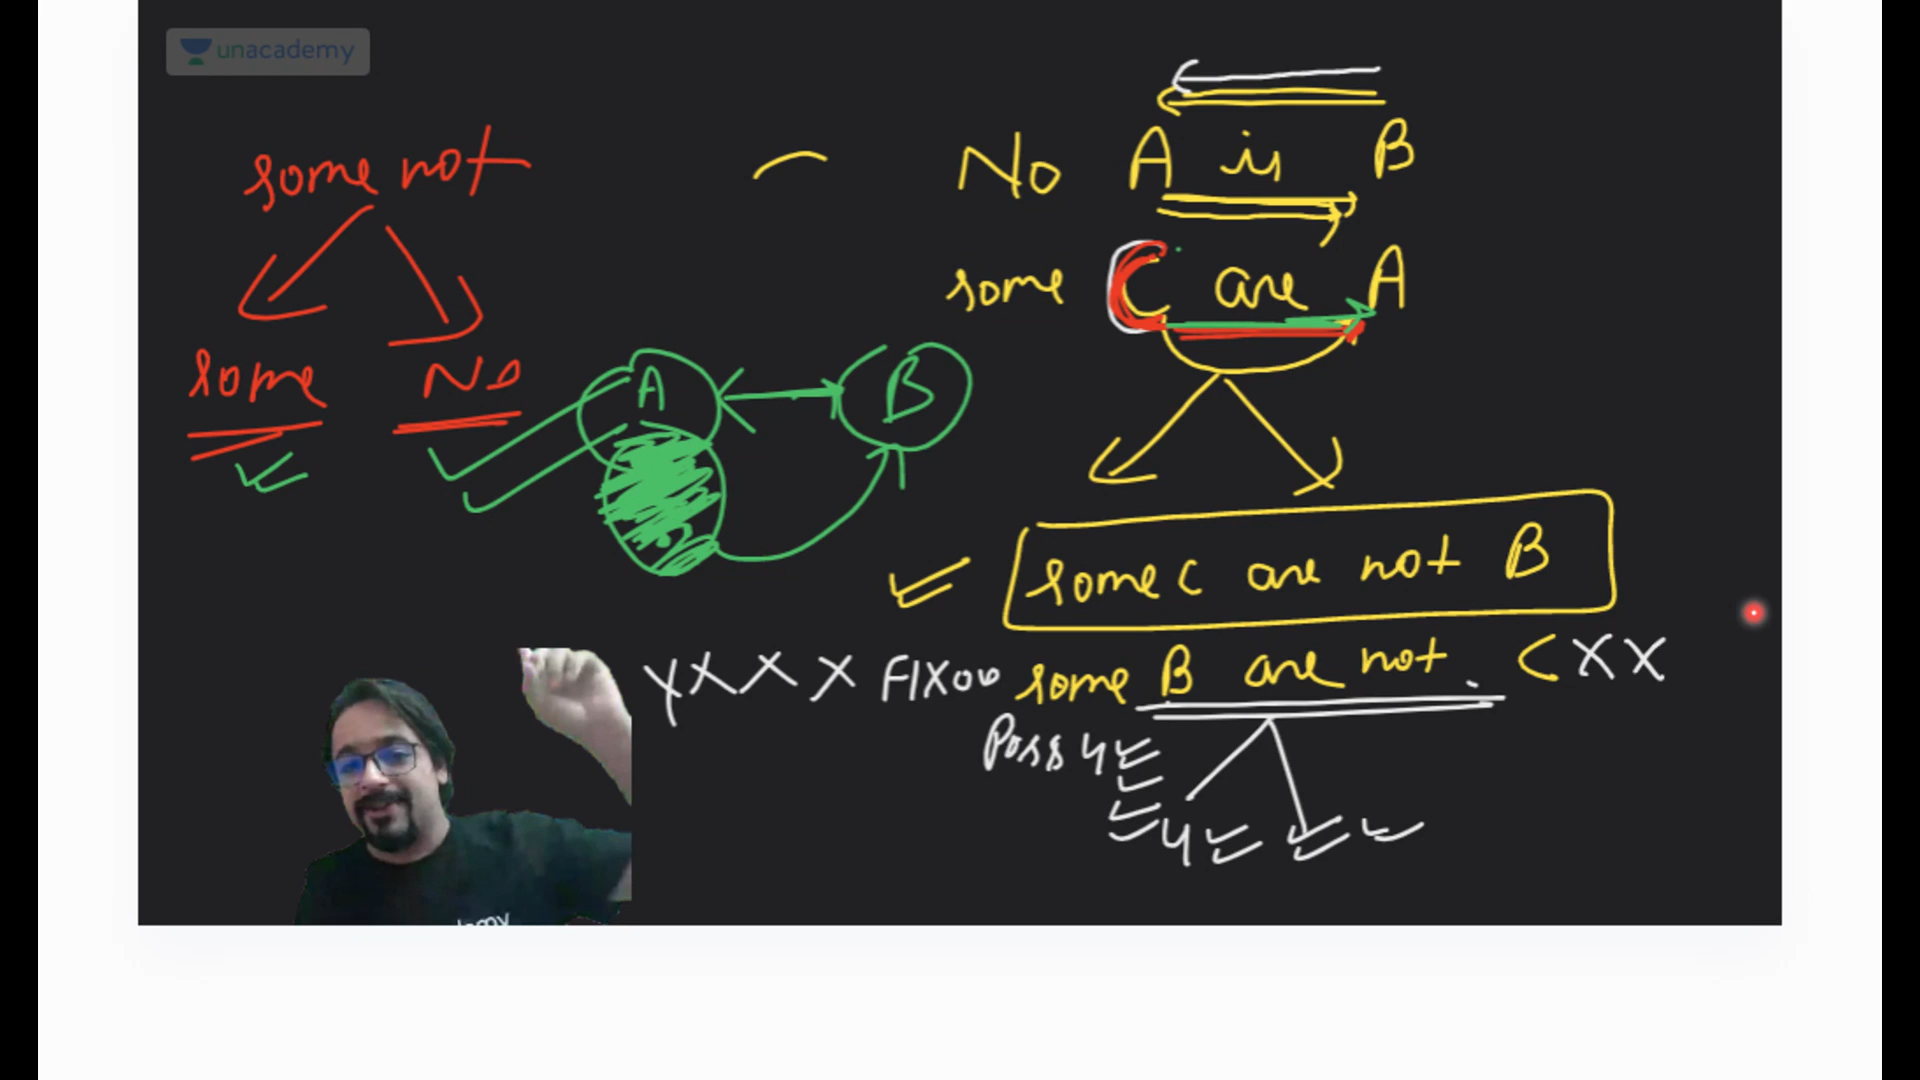 unacademy
some not
some No
A B
No A is B
some C are A
some C are not B
FIX some B are not C X X
Poss